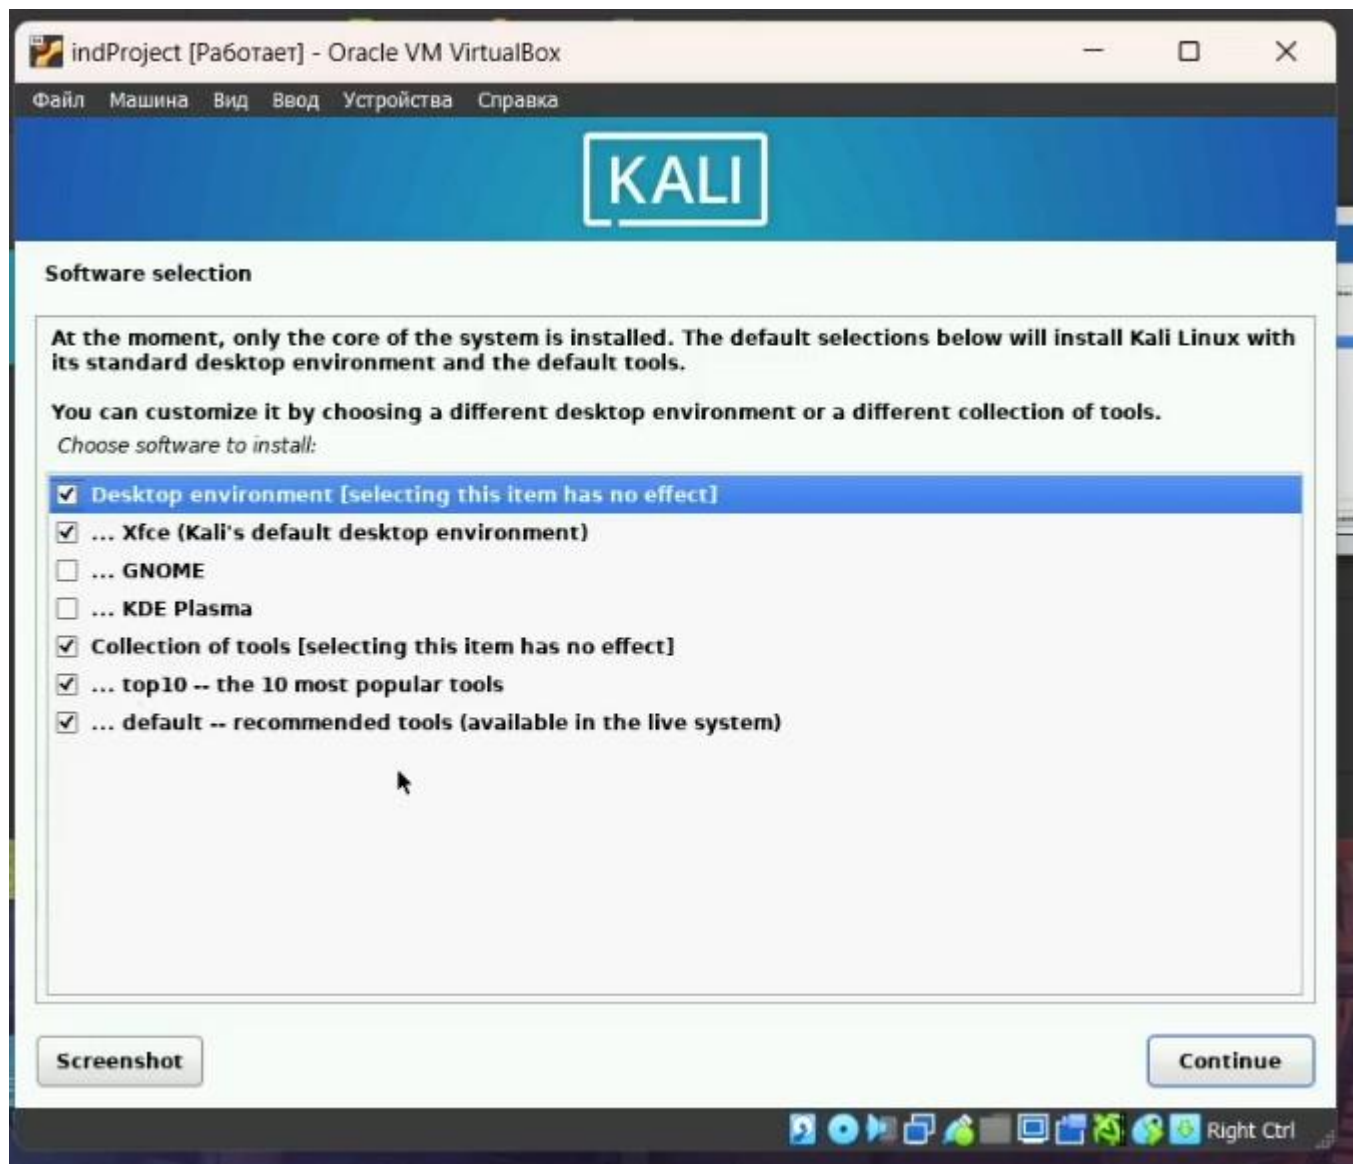 indProject [Работает] - Oracle VM VirtualBox
Файл Машина Вид Ввод Устройства Справка
KALI
Software selection
At the moment, only the core of the system is installed. The default selections below will install Kali Linux with
its standard desktop environment and the default tools.
You can customize it by choosing a different desktop environment or a different collection of tools.
Choose software to install:
Desktop environment [selecting this item has no effect]
... Xfce (Kali's default desktop environment)
... GNOME
... KDE Plasma
Collection of tools [selecting this item has no effect]
... top10 -- the 10 most popular tools
... default -- recommended tools (available in the live system)
Screenshot
Continue
Right Ctrl